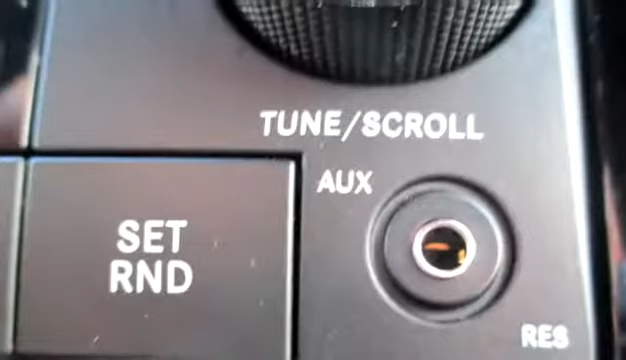 TUNE/SCROLL
AUX
SET
RND
RES